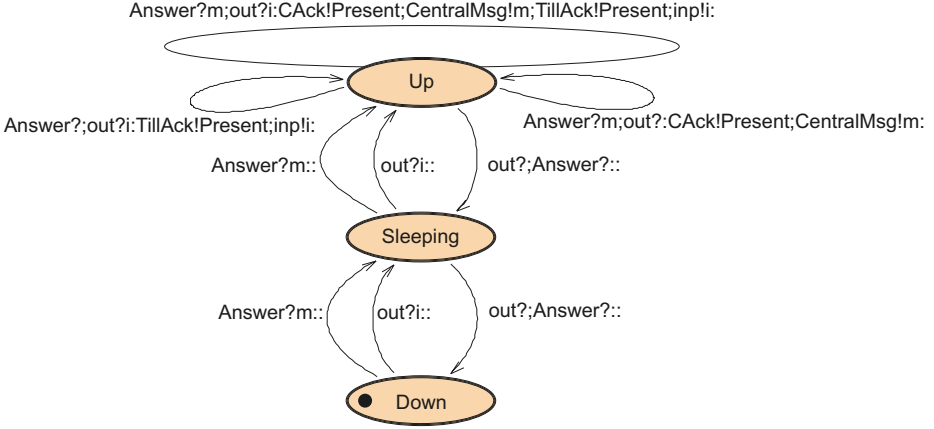 Answer?m;out?i:CAck!Present;CentralMsg!m;TillAck!Present;inp!i:
Up
Answer?;out?i:TillAck!Present;inp!i:
Answer?m;out?:CAck!Present;CentralMsg!m:
Answer?m::
out?i::
out?;Answer?::
Sleeping
Answer?m::
out?i::
out?;Answer?::
Down